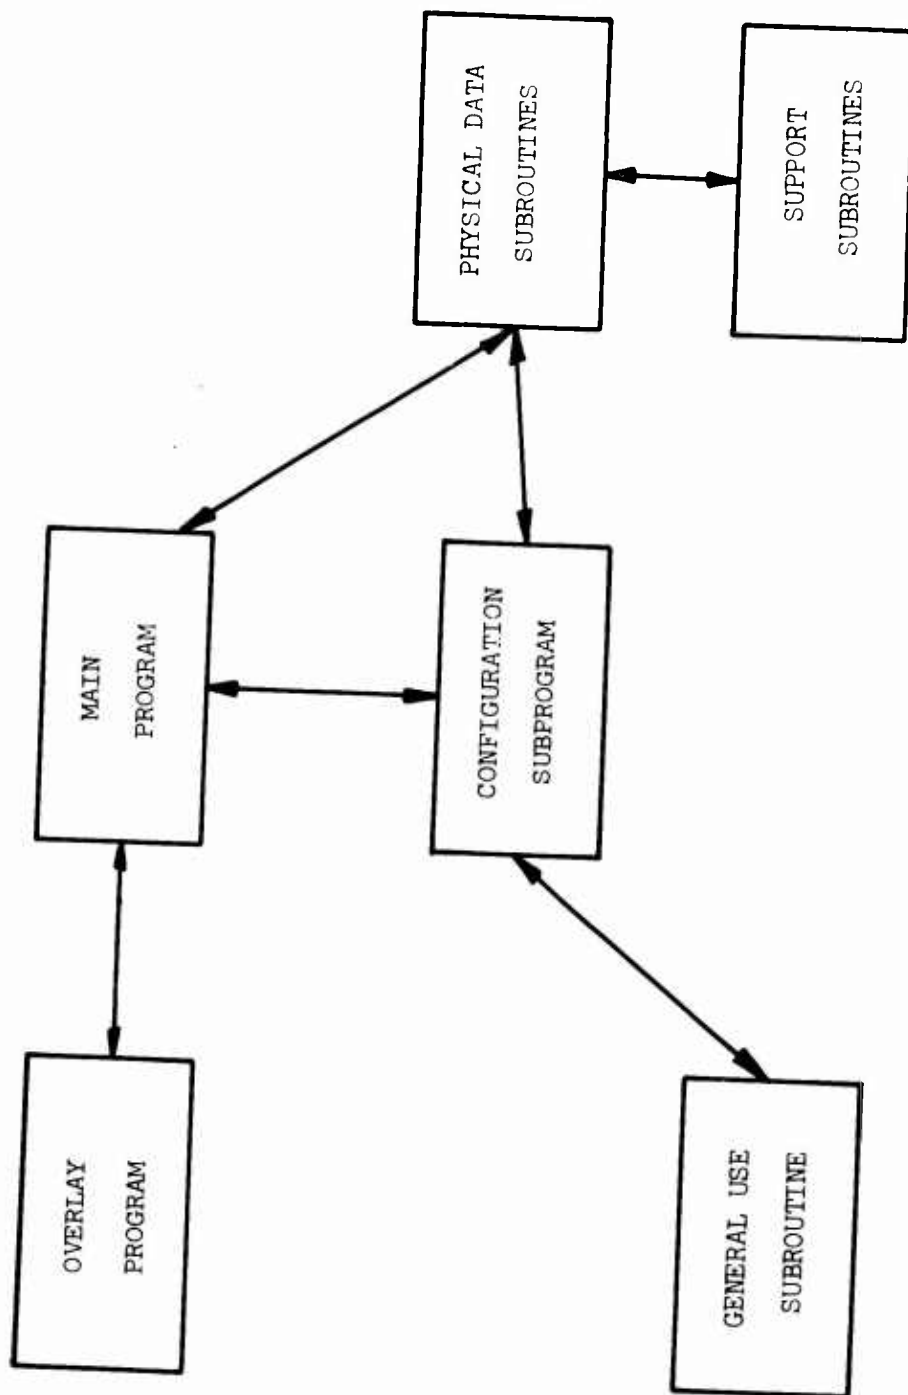 OVERLAY
PROGRAM
MAIN
PROGRAM
PHYSICAL DATA
SUBROUTINES
CONFIGURATION
SUBPROGRAM
GENERAL USE
SUBROUTINE
SUPPORT
SUBROUTINES